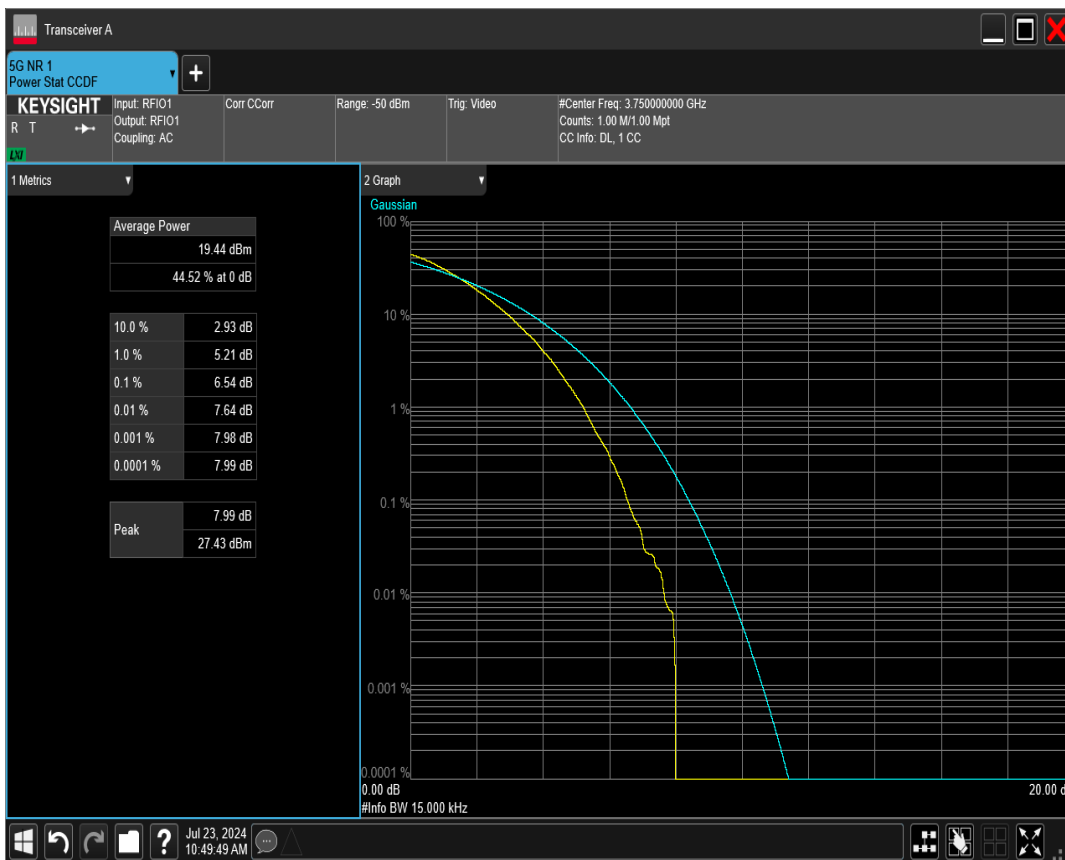 Transceiver A
5G NR 1
Power Stat CCDF
+
KEYSIGHT
R T
LXI
Input: RFIO1
Output: RFIO1
Coupling: AC
Corr CCorr
Range: -50 dBm
Trig: Video
#Center Freq: 3.750000000 GHz
Counts: 1.00 M/1.00 Mpt
CC Info: DL, 1 CC
1 Metrics
Average Power
19.44 dBm
44.52 % at 0 dB
10.0 % 2.93 dB
1.0 % 5.21 dB
0.1 % 6.54 dB
0.01 % 7.64 dB
0.001 % 7.98 dB
0.0001 % 7.99 dB
Peak
7.99 dB
27.43 dBm
2 Graph
Gaussian
100 %
10 %
1 %
0.1 %
0.01 %
0.001 %
0.0001 %
0.00 dB
20.00 d
#Info BW 15.000 kHz
?
Jul 23, 2024
10:49:49 AM